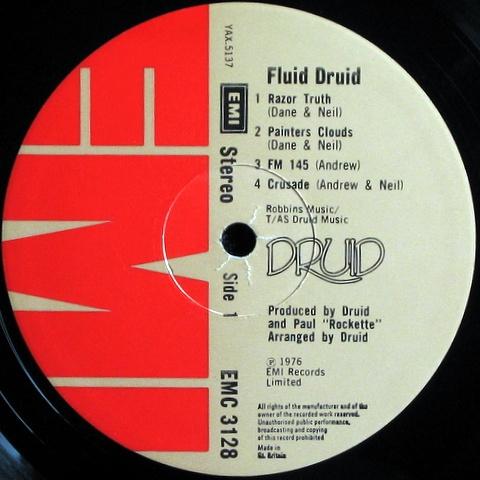 YAX.5137
EMI
Stereo
Side 1
EMC 3128
Fluid Druid
1 Razor Truth
(Dane & Neil)
2 Painters Clouds
(Dane & Neil)
3 FM 145 (Andrew)
4 Crusade (Andrew & Neil)
Robbins Music/
T/AS Druid Music
DRUID
Produced by Druid
and Paul "Rockette"
Arranged by Druid
℗ 1976
EMI Records
Limited
All rights of the manufacturer and of the
owner of the recorded work reserved.
Unauthorised public performance,
broadcasting and copying
of this record prohibited
Made in
Gt. Britain
EMI